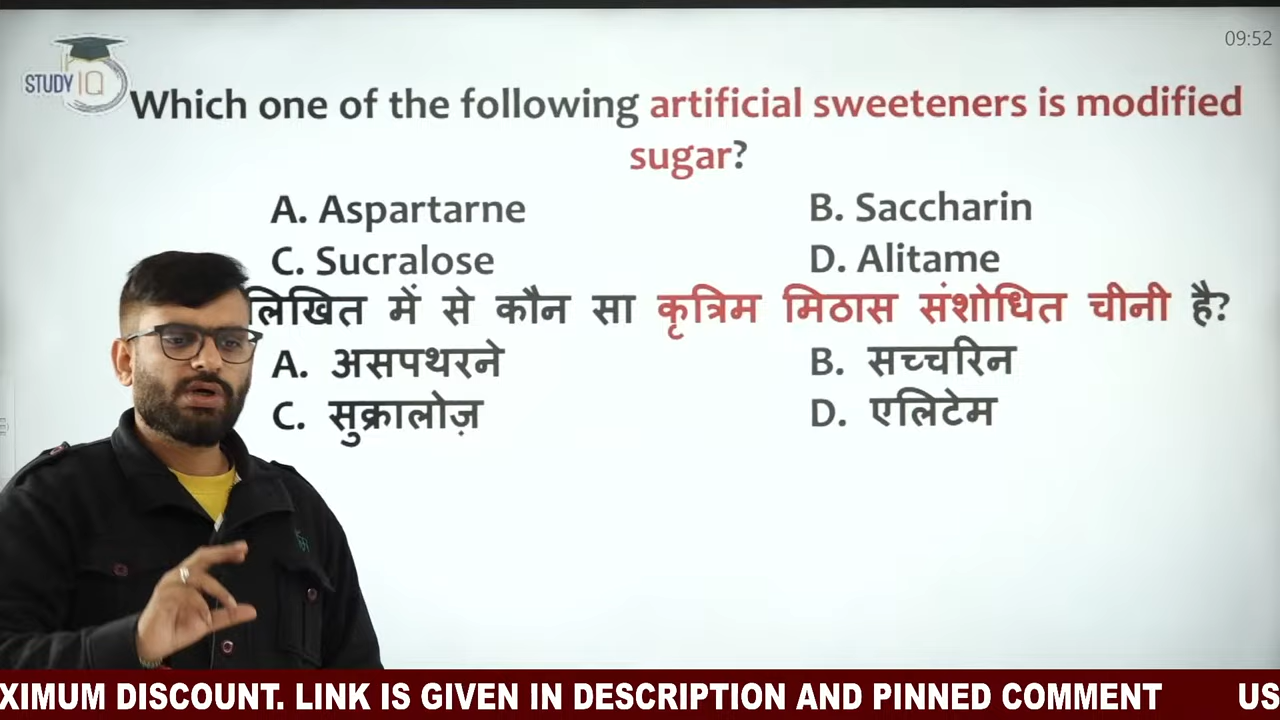 09:52
STUDY IQ
Which one of the following artificial sweeteners is modified
sugar?
A. Aspartarne
B. Saccharin
C. Sucralose
D. Alitame
लिखित में से कौन सा कृत्रिम मिठास संशोधित चीनी है?
A. असपथरने
B. सच्चरिन
C. सुक्रालोज़
D. एलिटेम
XIMUM DISCOUNT. LINK IS GIVEN IN DESCRIPTION AND PINNED COMMENT
US